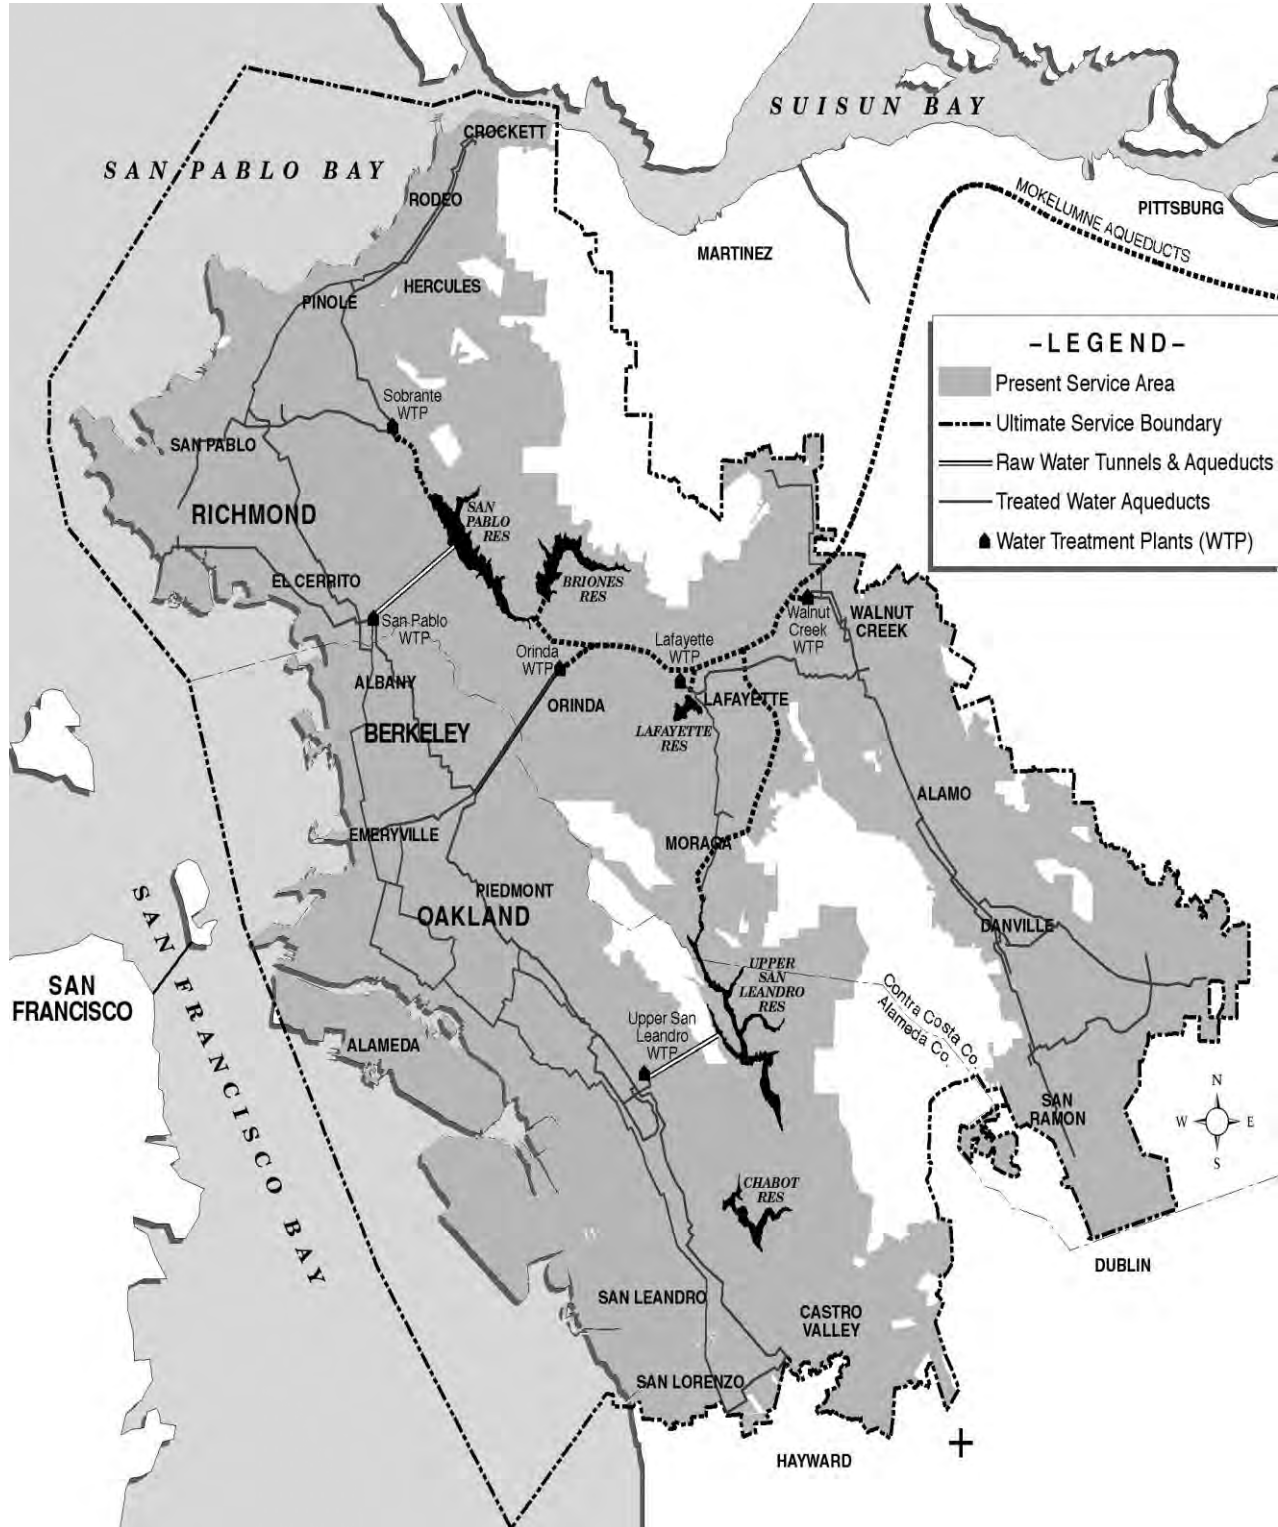 SUISUN BAY
CROCKETT
SAN PABLO BAY
RODEO
PITTSBURG
MOKELUMNE AQUEDUCTS
MARTINEZ
HERCULES
PINOLE
–LEGEND–
Present Service Area
Ultimate Service Boundary
Raw Water Tunnels & Aqueducts
Treated Water Aqueducts
Water Treatment Plants (WTP)
Sobrante
WTP
SAN PABLO
RICHMOND
SAN
PABLO
RES
BRIONES
RES
EL CERRITO
San Pablo
WTP
Walnut
Creek
WTP
WALNUT
CREEK
Orinda
WTP
Lafayette
WTP
ALBANY
ORINDA
LAFAYETTE
BERKELEY
LAFAYETTE
RES
ALAMO
EMERYVILLE
MORAGA
PIEDMONT
OAKLAND
DANVILLE
SAN
FRANCISCO
SAN FRANCISCO BAY
UPPER
SAN
LEANDRO
RES
Contra Costa Co.
Alameda Co.
Upper San
Leandro
WTP
ALAMEDA
SAN
RAMON
N
W
E
S
CHABOT
RES
DUBLIN
SAN LEANDRO
CASTRO
VALLEY
SAN LORENZO
HAYWARD